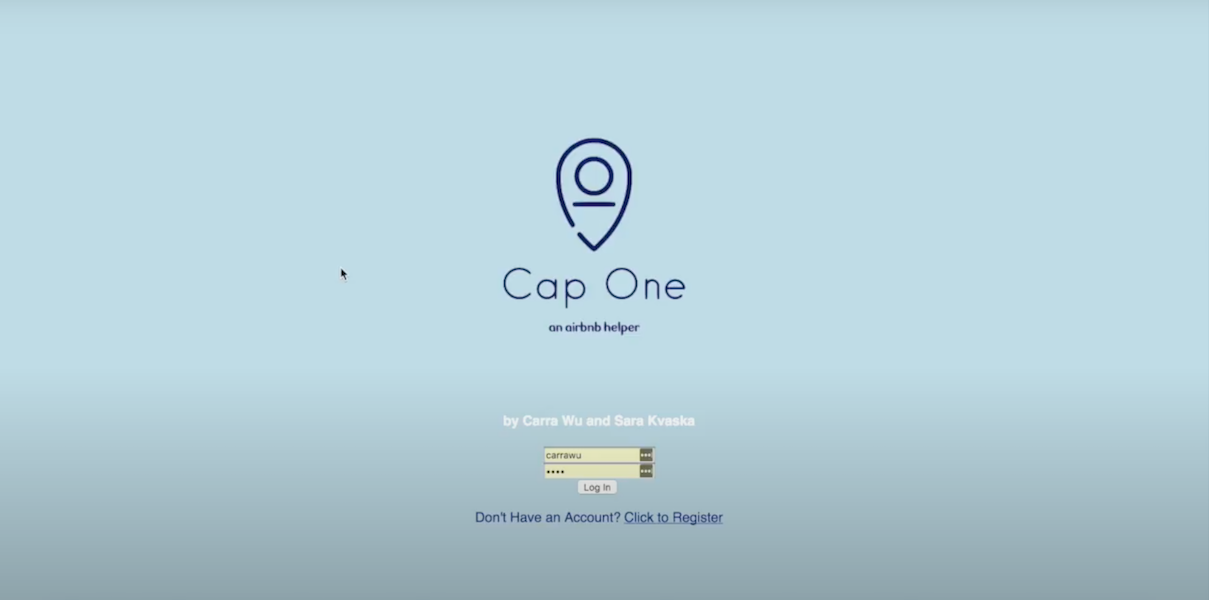 Cap One
an airbnb helper
by Carra Wu and Sara Kvaska
carrawu
••••
Log In
Don't Have an Account? Click to Register